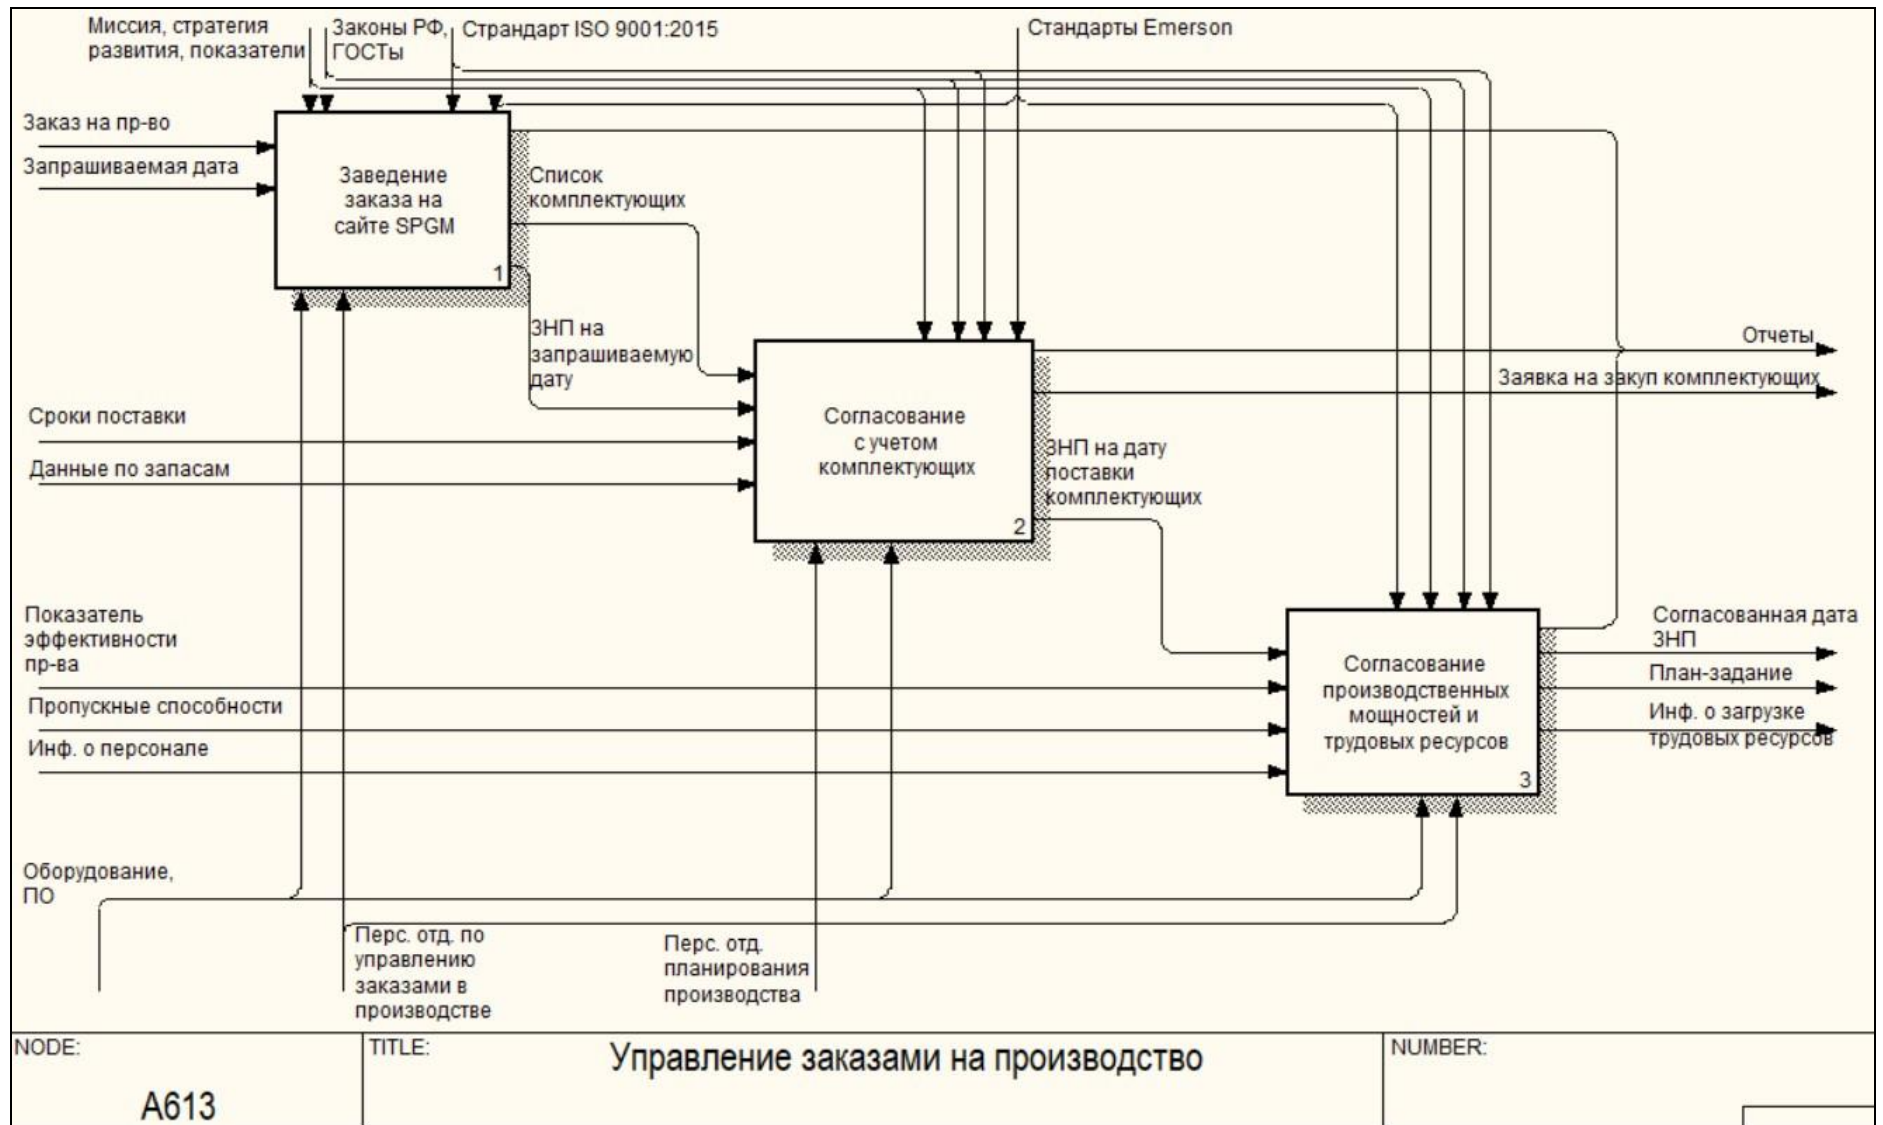 Миссия, стратегия
развития, показатели
Законы РФ,
ГОСТы
Страндарт ISO 9001:2015
Стандарты Emerson
Заказ на пр-во
Запрашиваемая дата
Заведение
заказа на
сайте SPGM
1
Список
комплектующих
ЗНП на
запрашиваемую
дату
Сроки поставки
Данные по запасам
Согласование
с учетом
комплектующих
2
Отчеты
Заявка на закуп комплектующих
ЗНП на дату
поставки
комплектующих
Показатель
эффективности
пр-ва
Пропускные способности
Инф. о персонале
Согласование
производственных
мощностей и
трудовых ресурсов
3
Согласованная дата
ЗНП
План-задание
Инф. о загрузке
трудовых ресурсов
Оборудование,
ПО
Перс. отд. по
управлению
заказами в
производстве
Перс. отд.
планирования
производства
NODE:
A613
TITLE:
Управление заказами на производство
NUMBER: